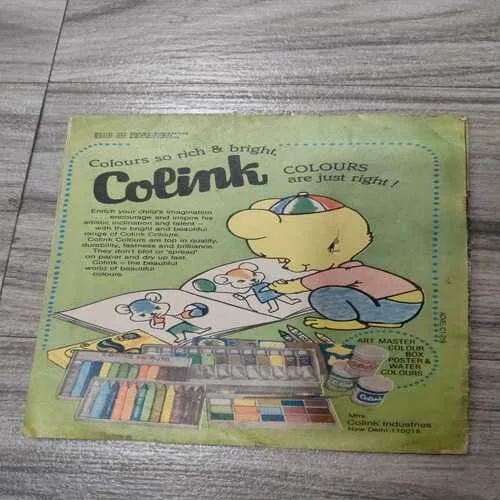 Colours so rich & bright,
Colink
COLOURS
are just right!
Enrich your child's imagination
encourage and inspire his
artistic inclination and talent —
with the bright and beautiful
range of Colink Colours.
Colink Colours are top in quality,
durability, fastness and brilliance.
They don't blot or 'spread'
on paper and dry up fast.
Colink — the beautiful
world of beautiful
colours.
ART MASTER
COLOUR
BOX
POSTER &
WATER
COLOURS
Colink
Mfrs.
Colink Industries
New Delhi-110015